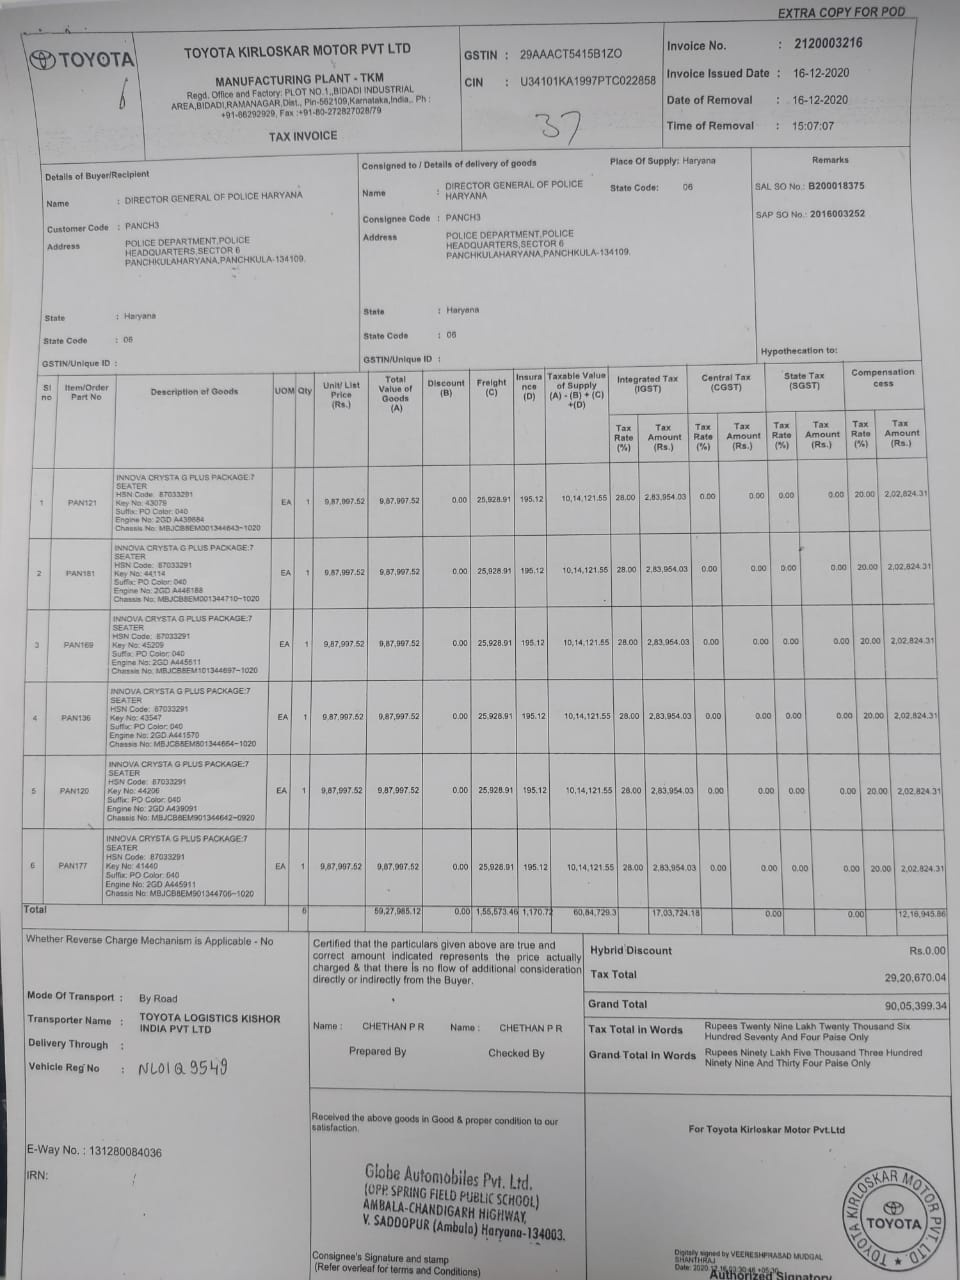 EXTRA COPY FOR POD
TOYOTA
6
TOYOTA KIRLOSKAR MOTOR PVT LTD
MANUFACTURING PLANT - TKM
Regd. Office and Factory: PLOT NO.1,,BIDADI INDUSTRIAL
AREA,BIDADI,RAMANAGAR,Dist., Pin-562109,Karnataka,India,. Ph :
+91-66292929, Fax :+91-80-272827028/79
TAX INVOICE
GSTIN : 29AAACT5415B1ZO
CIN : U34101KA1997PTC022858
37
Invoice No. : 2120003216
Invoice Issued Date : 16-12-2020
Date of Removal : 16-12-2020
Time of Removal : 15:07:07
Details of Buyer/Recipient
Name : DIRECTOR GENERAL OF POLICE HARYANA
Customer Code : PANCH3
Address POLICE DEPARTMENT,POLICE
HEADQUARTERS,SECTOR 6
PANCHKULAHARYANA,PANCHKULA-134109.
State : Haryana
State Code : 06
GSTIN/Unique ID :
Consigned to / Details of delivery of goods
Place Of Supply: Haryana
Name : DIRECTOR GENERAL OF POLICE
HARYANA
State Code: 06
Consignee Code : PANCH3
Address POLICE DEPARTMENT,POLICE
HEADQUARTERS,SECTOR 6
PANCHKULAHARYANA,PANCHKULA-134109.
State : Haryana
State Code : 06
GSTIN/Unique ID :
Remarks
SAL SO No.: B200018375
SAP SO No.: 2016003252
Hypothecation to:
Sl no Item/Order Part No Description of Goods UOM Qty Unit/ List Price (Rs.) Total Value of Goods (A) Discount (B) Freight (C) Insura nce (D) Taxable Value of Supply (A) - (B) + (C) +(D) Integrated Tax (IGST) Central Tax (CGST) State Tax (SGST) Compensation cess
Tax Rate (%) Tax Amount (Rs.) Tax Rate (%) Tax Amount (Rs.) Tax Rate (%) Tax Amount (Rs.) Tax Rate (%) Tax Amount (Rs.)
INNOVA CRYSTA G PLUS PACKAGE:7
SEATER
HSN Code: 87033291
1 PAN121 Key No: 43079 EA 1 9,87,997.52 9,87,997.52 0.00 25,928.91 195.12 10,14,121.55 28.00 2,83,954.03 0.00 0.00 0.00 0.00 20.00 2,02,824.31
Suffix: PO Color: 040
Engine No: 2GD A439884
Chassis No: MBJCB8EM001344643-1020
INNOVA CRYSTA G PLUS PACKAGE:7
SEATER
HSN Code: 87033291
2 PAN181 Key No: 44114 EA 1 9,87,997.52 9,87,997.52 0.00 25,928.91 195.12 10,14,121.55 28.00 2,83,954.03 0.00 0.00 0.00 0.00 20.00 2,02,824.31
Suffix: PO Color: 040
Engine No: 2GD A446188
Chassis No: MBJCB8EM001344710-1020
INNOVA CRYSTA G PLUS PACKAGE:7
SEATER
HSN Code: 87033291
3 PAN169 Key No: 45209 EA 1 9,87,997.52 9,87,997.52 0.00 25,928.91 195.12 10,14,121.55 28.00 2,83,954.03 0.00 0.00 0.00 0.00 20.00 2,02,824.31
Suffix: PO Color: 040
Engine No: 2GD A445811
Chassis No: MBJCB8EM101344697-1020
INNOVA CRYSTA G PLUS PACKAGE:7
SEATER
HSN Code: 87033291
4 PAN136 Key No: 43547 EA 1 9,87,997.52 9,87,997.52 0.00 25,928.91 195.12 10,14,121.55 28.00 2,83,954.03 0.00 0.00 0.00 0.00 20.00 2,02,824.31
Suffix: PO Color: 040
Engine No: 2GD A441570
Chassis No: MBJCB8EM801344664-1020
INNOVA CRYSTA G PLUS PACKAGE:7
SEATER
HSN Code: 87033291
5 PAN120 Key No: 44206 EA 1 9,87,997.52 9,87,997.52 0.00 25,928.91 195.12 10,14,121.55 28.00 2,83,954.03 0.00 0.00 0.00 0.00 20.00 2,02,824.31
Suffix: PO Color: 040
Engine No: 2GD A439091
Chassis No: MBJCB8EM901344642-0920
INNOVA CRYSTA G PLUS PACKAGE:7
SEATER
HSN Code: 87033291
6 PAN177 Key No: 41440 EA 1 9,87,997.52 9,87,997.52 0.00 25,928.91 195.12 10,14,121.55 28.00 2,83,954.03 0.00 0.00 0.00 0.00 20.00 2,02,824.31
Suffix: PO Color: 040
Engine No: 2GD A445911
Chassis No: MBJCB8EM901344706-1020
Total 6 59,27,985.12 0.00 1,55,573.46 1,170.72 60,84,729.3 17,03,724.18 0.00 0.00 12,16,945.86
Whether Reverse Charge Mechanism is Applicable - No
Mode Of Transport : By Road
Transporter Name : TOYOTA LOGISTICS KISHOR
INDIA PVT LTD
Delivery Through :
Vehicle Reg No : NL01Q9549
E-Way No. : 131280084036
IRN:
Certified that the particulars given above are true and
correct amount indicated represents the price actually
charged & that there is no flow of additional consideration
directly or indirectly from the Buyer.
Name : CHETHAN P R Name : CHETHAN P R
Prepared By Checked By
Hybrid Discount Rs.0.00
Tax Total 29,20,670.04
Grand Total 90,05,399.34
Tax Total in Words Rupees Twenty Nine Lakh Twenty Thousand Six
Hundred Seventy And Four Paise Only
Grand Total in Words Rupees Ninety Lakh Five Thousand Three Hundred
Ninety Nine And Thirty Four Paise Only
Received the above goods in Good & proper condition to our
satisfaction.
Globe Automobiles Pvt. Ltd.
(OPP. SPRING FIELD PUBLIC SCHOOL)
AMBALA-CHANDIGARH HIGHWAY,
V. SADDOPUR (Ambala) Haryana-134003.
Consignee's Signature and stamp
(Refer overleaf for terms and Conditions)
For Toyota Kirloskar Motor Pvt.Ltd
TOYOTA KIRLOSKAR MOTOR PVT. LTD.
TOYOTA
Digitally signed by VEERESHPRASAD MUDGAL
SHANTHRAJ
Authorized Signatory